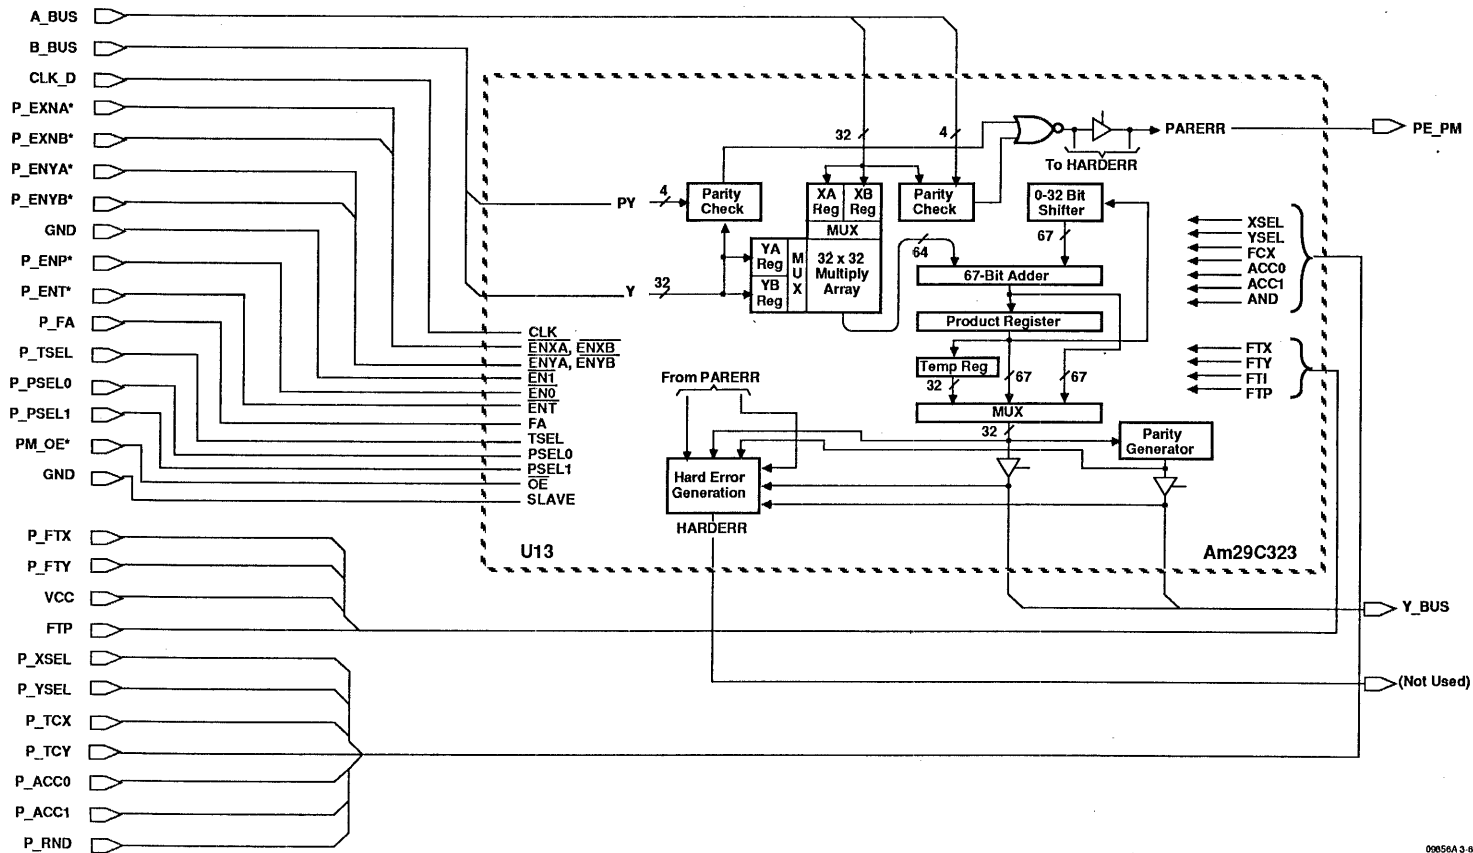 A_BUS
B_BUS
CLK_D
P_EXNA*
P_EXNB*
P_ENYA*
P_ENYB*
GND
P_ENP*
P_ENT*
P_FA
P_TSEL
P_PSEL0
P_PSEL1
PM_OE*
GND
P_FTX
P_FTY
VCC
FTP
P_XSEL
P_YSEL
P_TCX
P_TCY
P_ACC0
P_ACC1
P_RND
CLK
ENXA, ENXB
ENYA, ENYB
EN1
EN0
ENT
FA
TSEL
PSEL0
PSEL1
OE
SLAVE
U13
PY
4
Parity
Check
Y
32
32
4
XA
Reg
XB
Reg
MUX
YA
Reg
YB
Reg
MUX
32 x 32
Multiply
Array
Parity
Check
PARERR
To HARDERR
0-32 Bit
Shifter
67
64
67-Bit Adder
Product Register
Temp Reg
32
67
67
MUX
32
Parity
Generator
From PARERR
Hard Error
Generation
HARDERR
XSEL
YSEL
FCX
ACC0
ACC1
AND
FTX
FTY
FTI
FTP
Am29C323
PE_PM
Y_BUS
(Not Used)
09856A 3-8